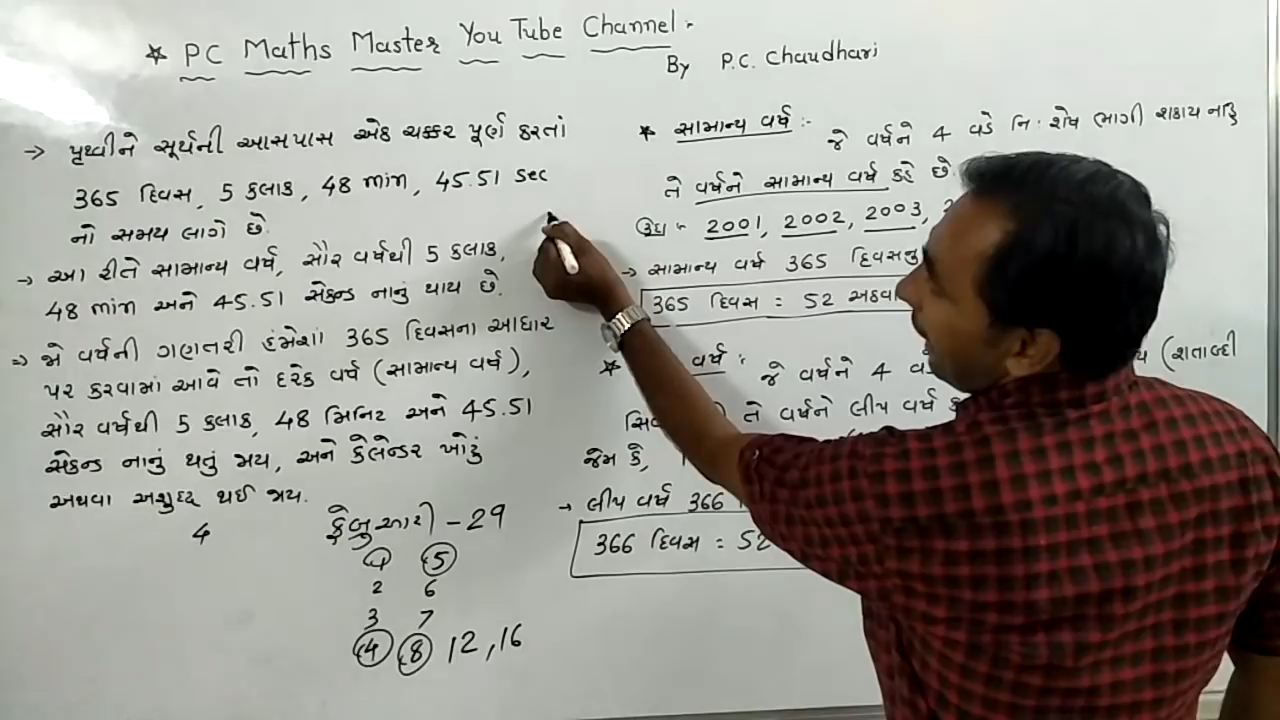 * PC Maths Master You Tube Channel :-
By P.C. Chaudhari
→ પૃથ્વીને સૂર્યની આસપાસ એક ચક્કર પૂર્ણ કરતાં
365 દિવસ, 5 કલાક, 48 min, 45.51 sec
નો સમય લાગે છે.
→ આ રીતે સામાન્ય વર્ષ, સૌર વર્ષથી 5 કલાક,
48 min અને 45.51 સેકન્ડ નાનું થાય છે.
⇒ જો વર્ષની ગણતરી હંમેશાં 365 દિવસના આધાર
પર કરવામાં આવે તો દરેક વર્ષ (સામાન્ય વર્ષ),
સૌર વર્ષથી 5 કલાક, 48 મિનિટ અને 45.51
સેકન્ડ નાનું થતું જાય, અને કેલેન્ડર ખોટું
અથવા અશુદ્ધ થઈ જાય.
4
ફેબ્રુઆરી - 29
1 5
2 6
3 7
4 8 12, 16
* સામાન્ય વર્ષ :-
જે વર્ષને 4 વડે નિ: શેષ ભાગી શકાય નહિ
તે વર્ષને સામાન્ય વર્ષ કહે છે.
ઉદા :- 2001, 2002, 2003,
→ સામાન્ય વર્ષ 365 દિવસનું
365 દિવસ = 52
* વર્ષ :
જે વર્ષને 4 (શતાબ્દી
તે વર્ષને લીપ વર્ષ
જેમ કે,
→ લીપ વર્ષ 366
366 દિવસ = 52